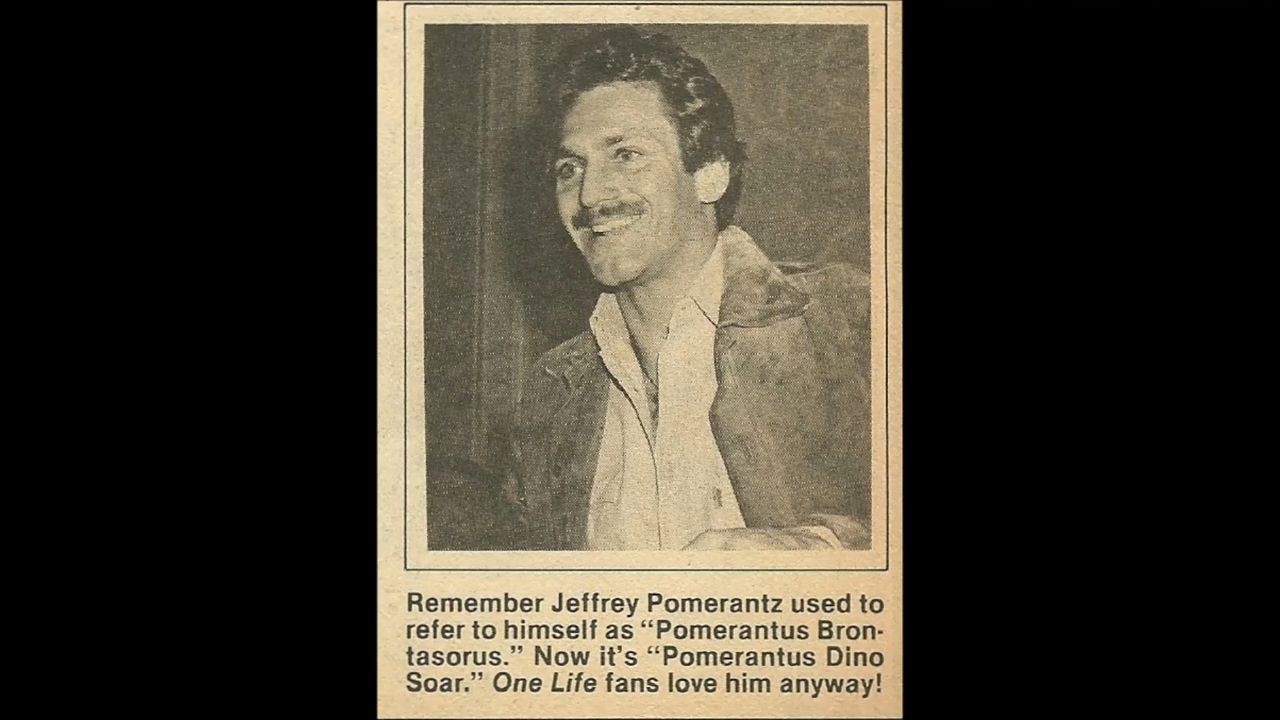 Remember Jeffrey Pomerantz used to
refer to himself as “Pomerantus Bron-
tasorus.” Now it’s “Pomerantus Dino
Soar.” One Life fans love him anyway!